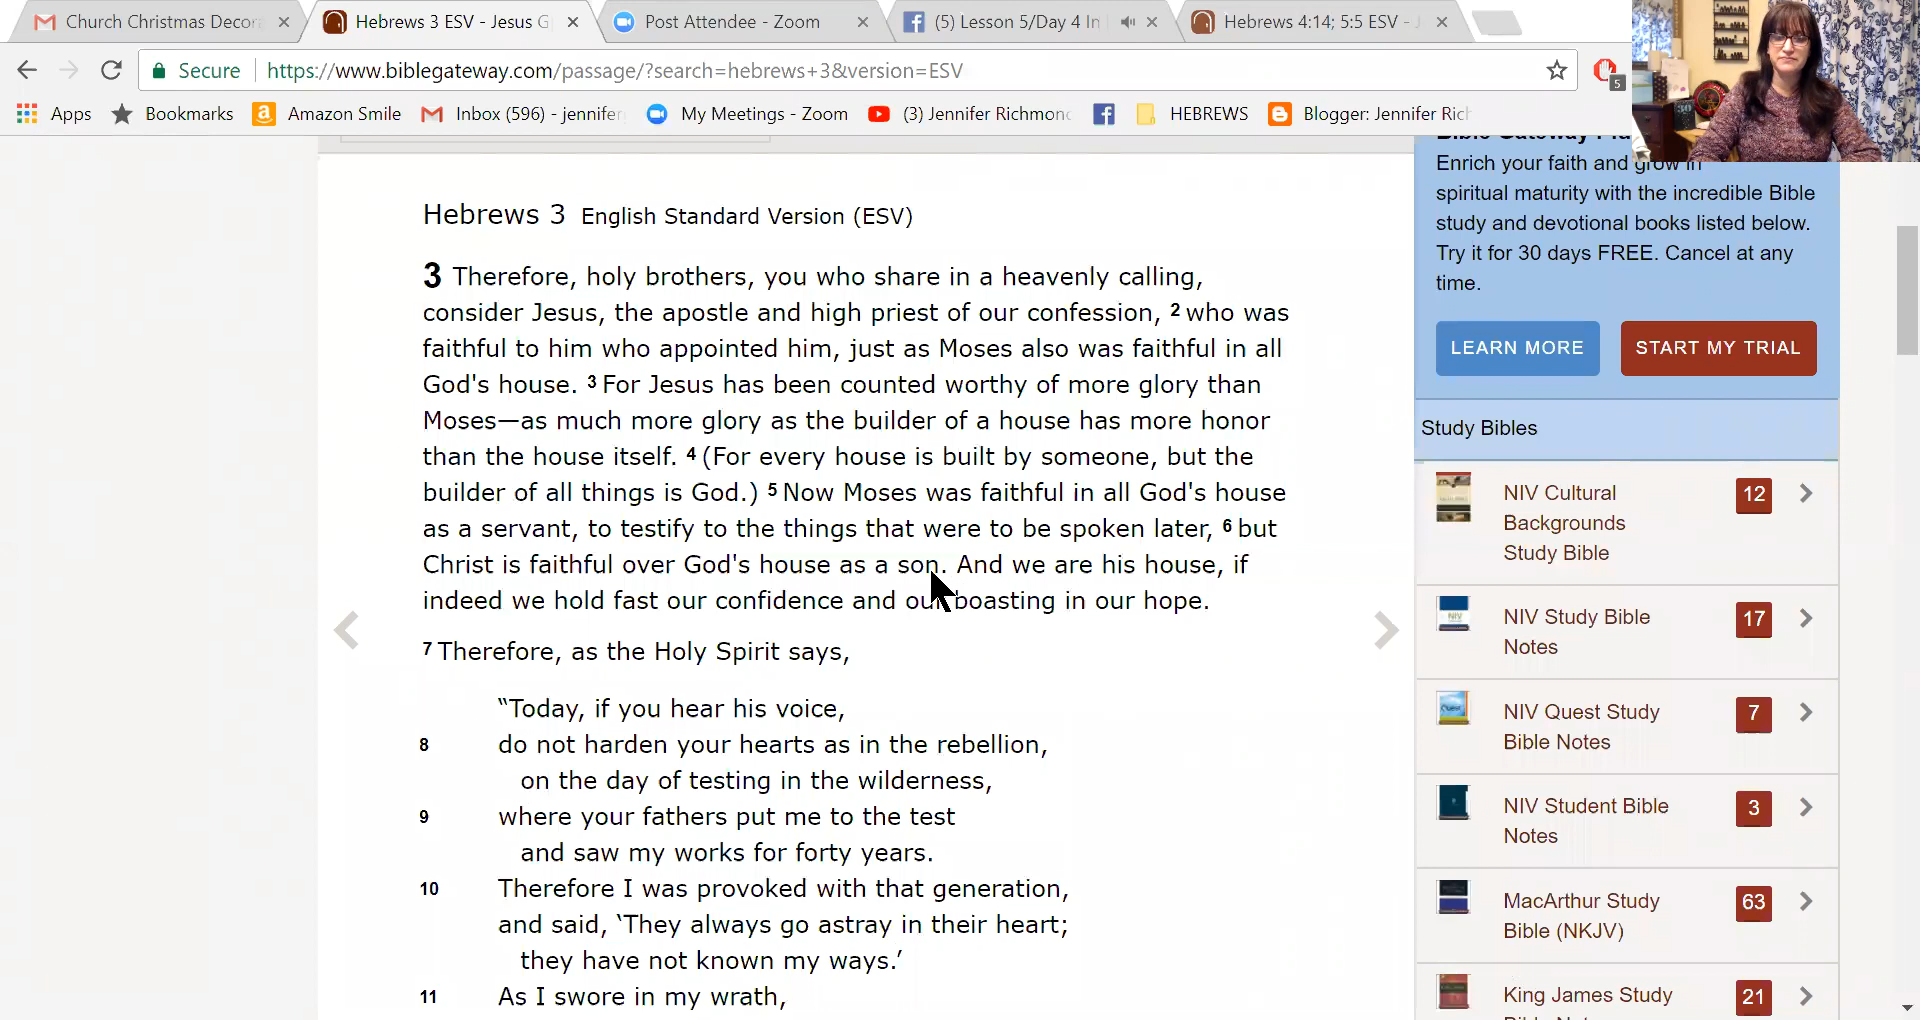 Church Christmas Decor
Hebrews 3 ESV - Jesus G
Post Attendee - Zoom
(5) Lesson 5/Day 4 In
Hebrews 4:14; 5:5 ESV -
Secure
https://www.biblegateway.com/passage/?search=hebrews+3&version=ESV
5
Apps
Bookmarks
Amazon Smile
Inbox (596) - jennifer
My Meetings - Zoom
(3) Jennifer Richmon
HEBREWS
Blogger: Jennifer Ric
Enrich your faith and grow in
spiritual maturity with the incredible Bible
study and devotional books listed below.
Try it for 30 days FREE. Cancel at any
time.
LEARN MORE
START MY TRIAL
Hebrews 3 English Standard Version (ESV)
3 Therefore, holy brothers, you who share in a heavenly calling,
consider Jesus, the apostle and high priest of our confession, 2 who was
faithful to him who appointed him, just as Moses also was faithful in all
God's house. 3 For Jesus has been counted worthy of more glory than
Moses—as much more glory as the builder of a house has more honor
than the house itself. 4 (For every house is built by someone, but the
builder of all things is God.) 5 Now Moses was faithful in all God's house
as a servant, to testify to the things that were to be spoken later, 6 but
Christ is faithful over God's house as a son. And we are his house, if
indeed we hold fast our confidence and our boasting in our hope.
7 Therefore, as the Holy Spirit says,
“Today, if you hear his voice,
8 do not harden your hearts as in the rebellion,
on the day of testing in the wilderness,
9 where your fathers put me to the test
and saw my works for forty years.
10 Therefore I was provoked with that generation,
and said, ‘They always go astray in their heart;
they have not known my ways.’
11 As I swore in my wrath,
Study Bibles
NIV Cultural
Backgrounds
Study Bible
12
NIV Study Bible
Notes
17
NIV Quest Study
Bible Notes
7
NIV Student Bible
Notes
3
MacArthur Study
Bible (NKJV)
63
King James Study
21